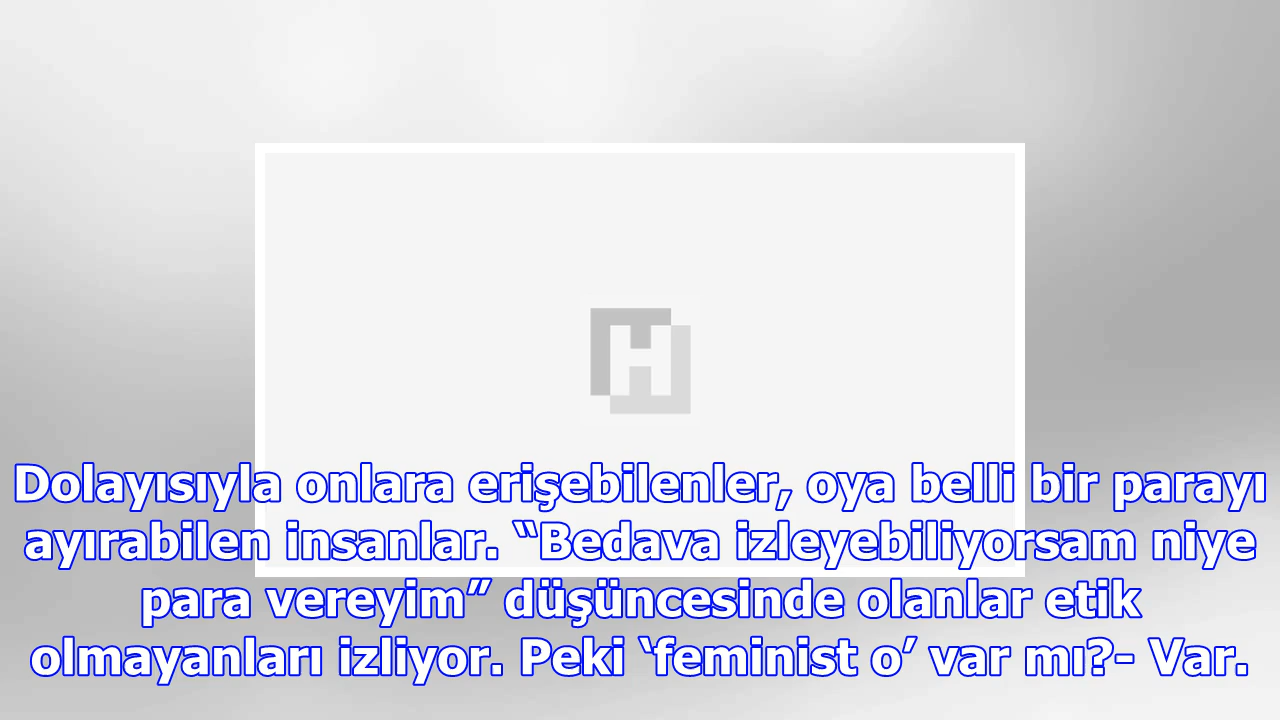 Dolayısıyla onlara erişebilenler, oya belli bir parayı
ayırabilen insanlar. “Bedava izleyebiliyorsam niye
para vereyim” düşüncesinde olanlar etik
olmayanları izliyor. Peki ‘feminist o’ var mı?- Var.